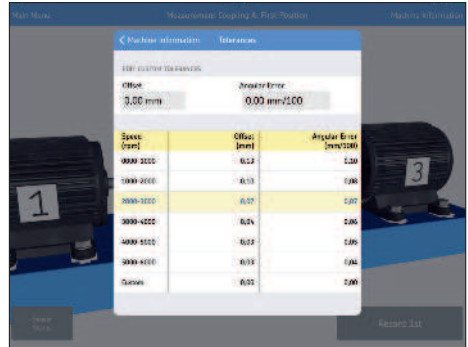 Main Menu Measurement Coupling A: First Position Machine Information
Machine Information Tolerances
EDIT CUSTOM TOLERANCES
Offset Angular Error
0.00 mm 0.00 mm/100
Speed (rpm) Offset (mm) Angular Error (mm/100)
0000-1000 0,13 0,10
1000-2000 0,10 0,08
2000-3000 0,07 0,07
3000-4000 0,04 0,06
4000-5000 0,03 0,05
5000-6000 0,03 0,04
Custom 0,00 0,00
1
3
Record 1st